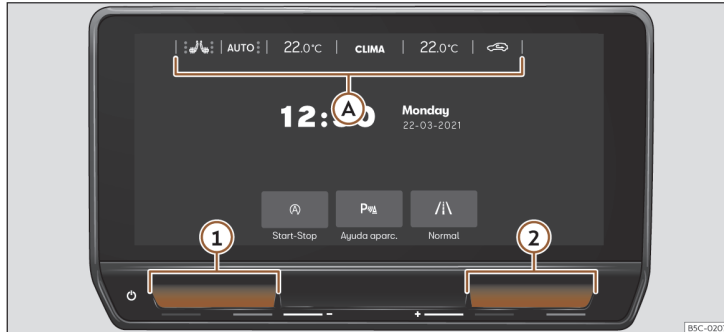 AUTO 22.0°C CLIMA 22.0°C
A
Monday
22-03-2021
A
P
Start-Stop Ayuda aparc. Normal
1 2
- +
B5C-020